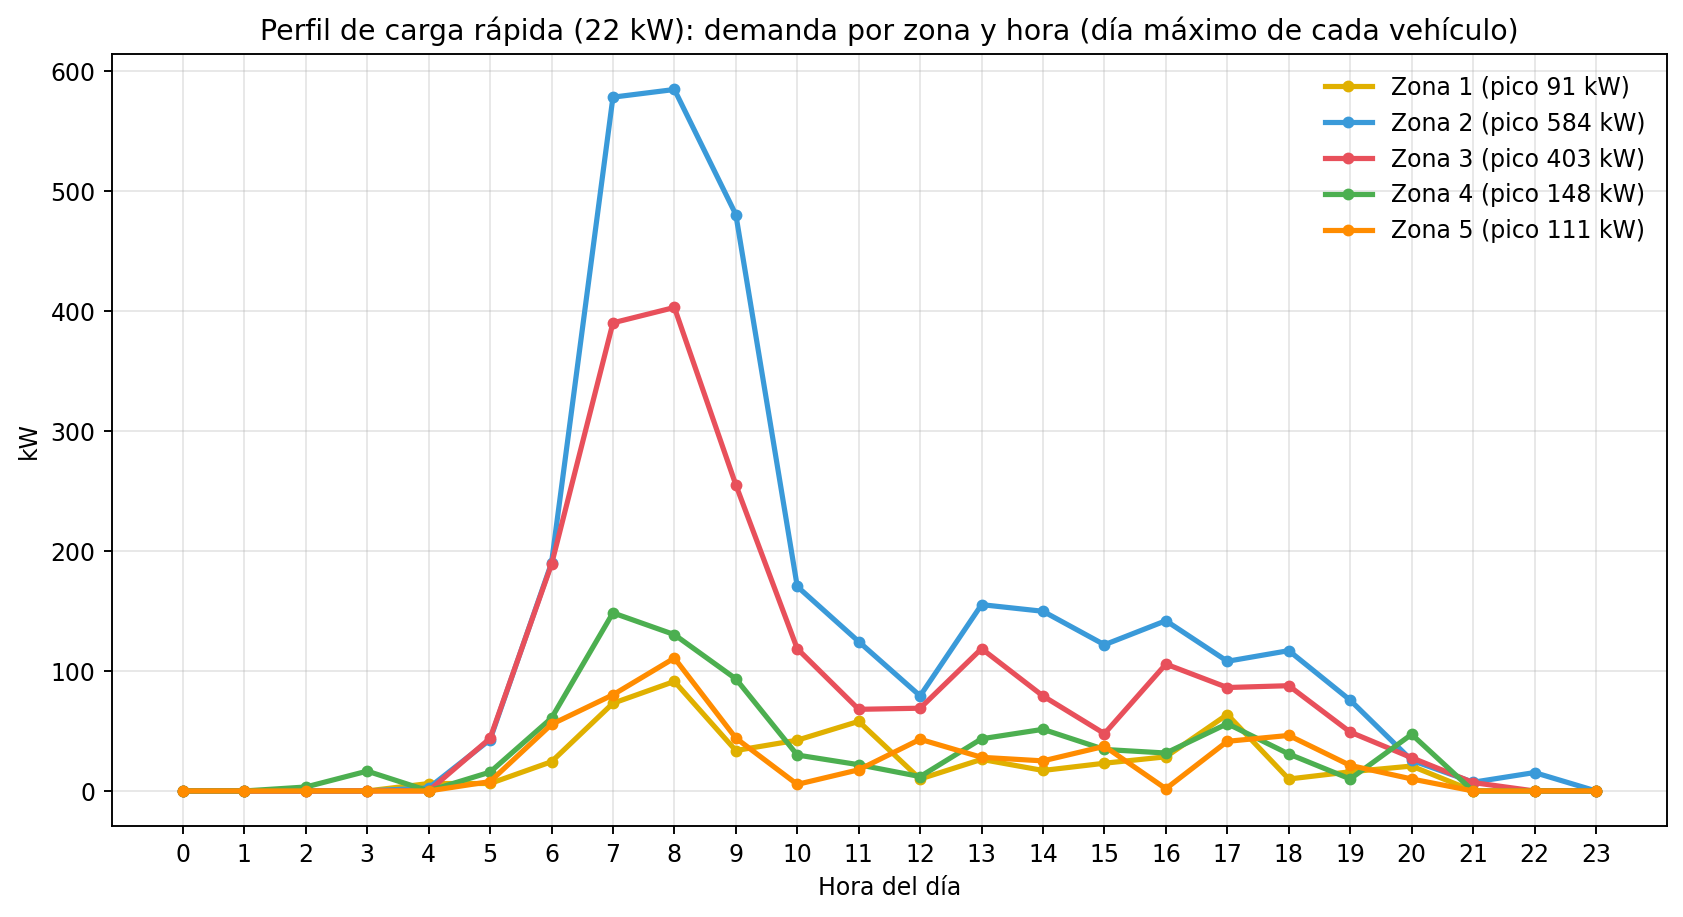 Perfil de carga rápida (22 kW): demanda por zona y hora (día máximo de cada vehículo)
Zona 1 (pico 91 kW)
Zona 2 (pico 584 kW)
Zona 3 (pico 403 kW)
Zona 4 (pico 148 kW)
Zona 5 (pico 111 kW)
600
500
400
300
200
100
0
kW
0 1 2 3 4 5 6 7 8 9 10 11 12 13 14 15 16 17 18 19 20 21 22 23
Hora del día